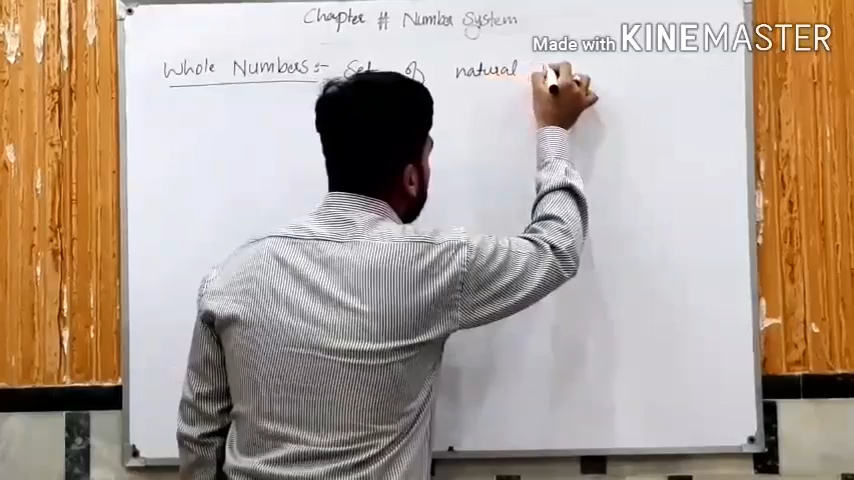 Chapter # Number System
Made with KINEMASTER
Whole Numbers :- Set of natural